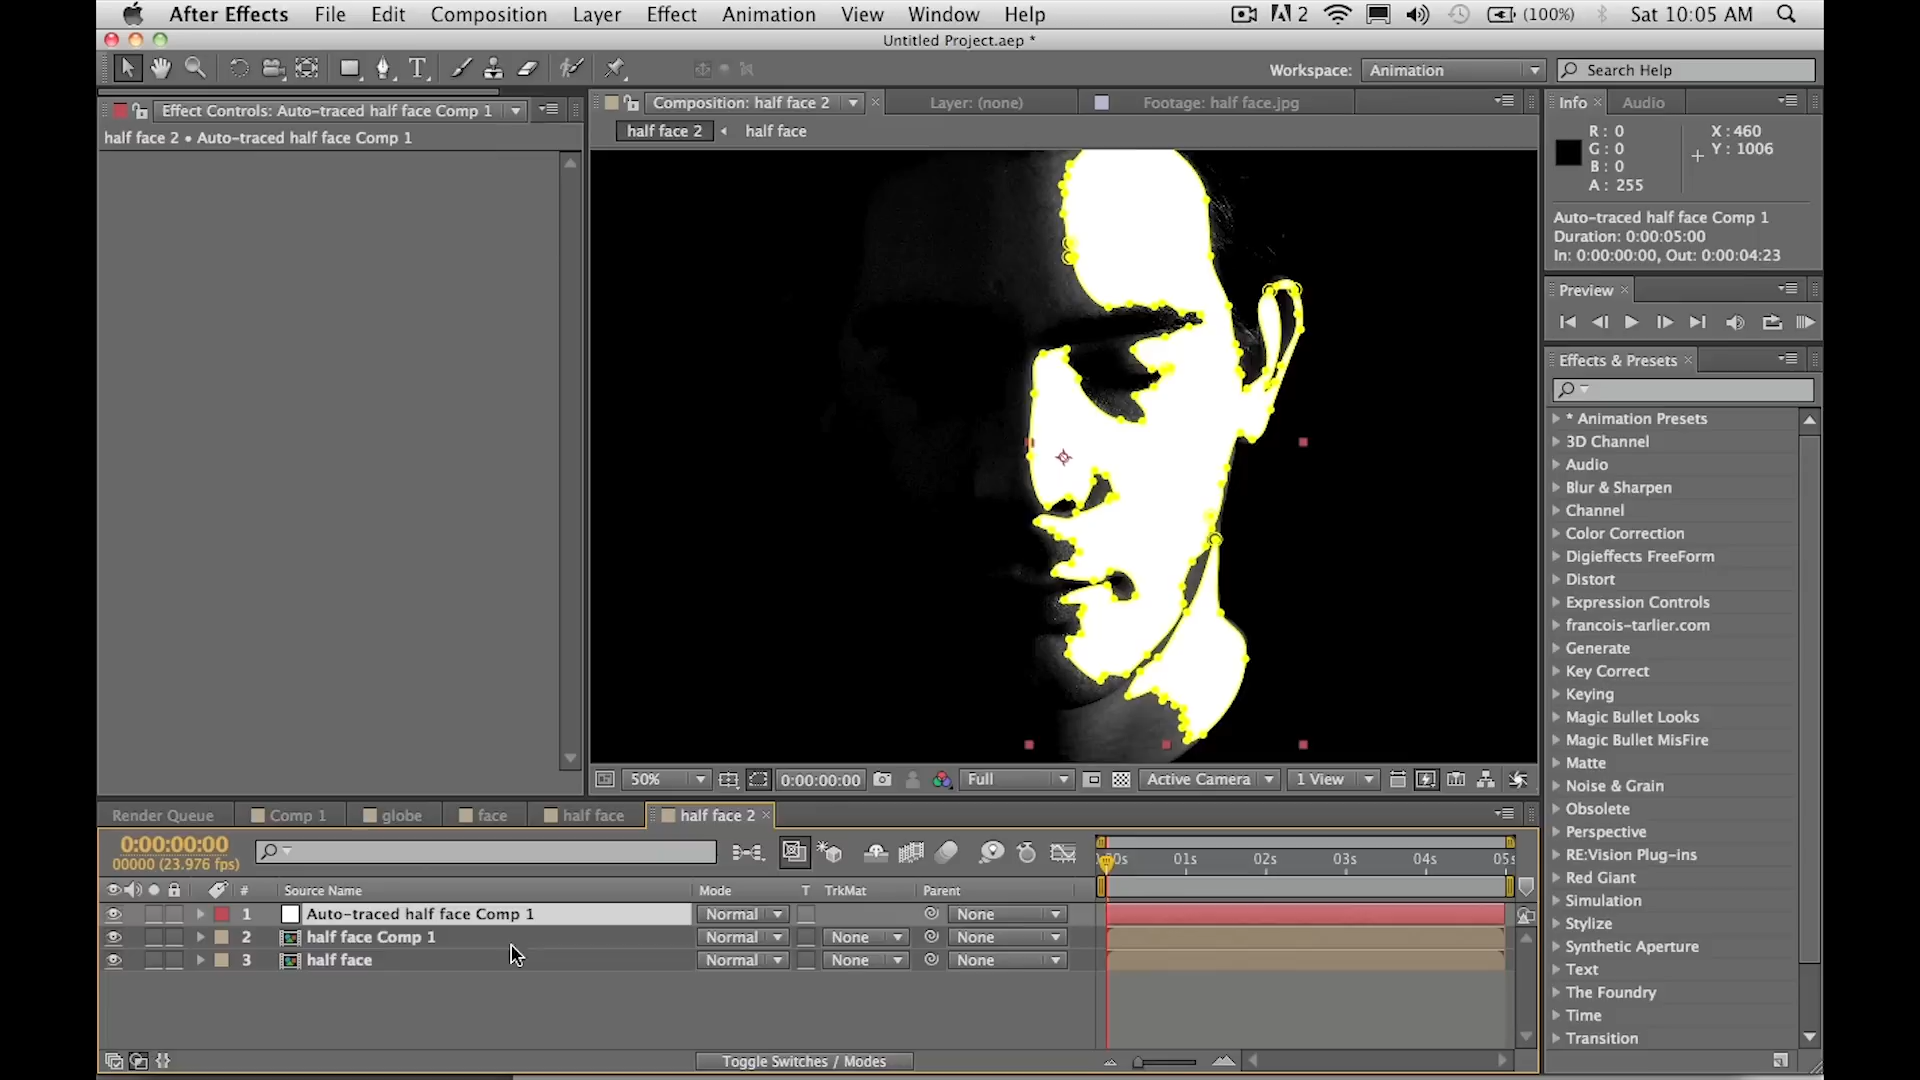 After Effects File Edit Composition Layer Effect Animation View Window Help 2 (100%) Sat 10:05 AM
Untitled Project.aep *
Workspace: Animation Search Help
Effect Controls: Auto-traced half face Comp 1
half face 2 • Auto-traced half face Comp 1
Composition: half face 2 Layer: (none) Footage: half face.jpg
half face 2 half face
Info Audio
R : 0 X : 460
G : 0 Y : 1006
B : 0
A : 255
Auto-traced half face Comp 1
Duration: 0:00:05:00
In: 0:00:00:00, Out: 0:00:04:23
Preview
Effects & Presets
* Animation Presets
3D Channel
Audio
Blur & Sharpen
Channel
Color Correction
Digieffects FreeForm
Distort
Expression Controls
francois-tarlier.com
Generate
Key Correct
Keying
Magic Bullet Looks
Magic Bullet MisFire
Matte
Noise & Grain
Obsolete
Perspective
RE:Vision Plug-ins
Red Giant
Simulation
Stylize
Synthetic Aperture
Text
The Foundry
Time
Transition
50% 0:00:00:00 Full Active Camera 1 View
Render Queue Comp 1 globe face half face half face 2
0:00:00:00
00000 (23.976 fps)
01s 02s 03s 04s
# Source Name Mode T TrkMat Parent
1 Auto-traced half face Comp 1 Normal None
2 half face Comp 1 Normal None None
3 half face Normal None None
Toggle Switches / Modes